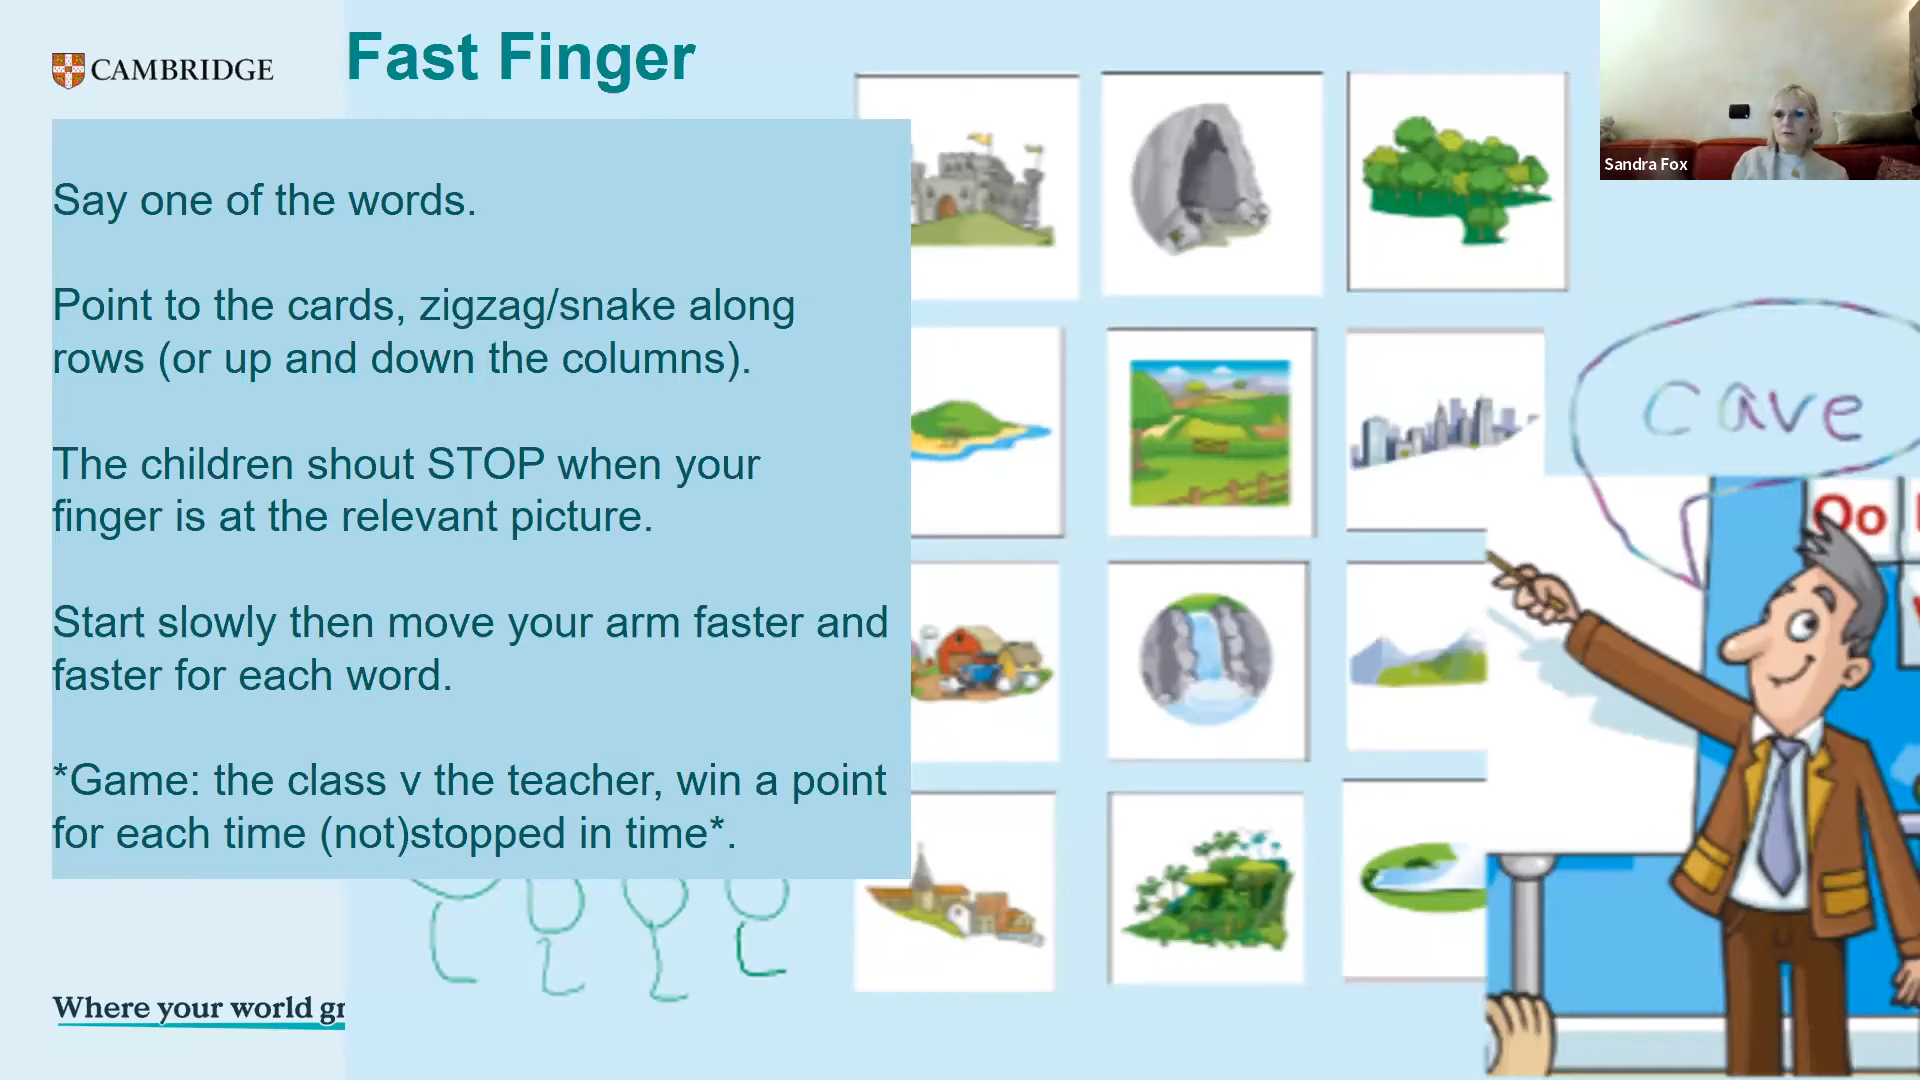 CAMBRIDGE
Fast Finger
Say one of the words.
Point to the cards, zigzag/snake along
rows (or up and down the columns).
The children shout STOP when your
finger is at the relevant picture.
Start slowly then move your arm faster and
faster for each word.
*Game: the class v the teacher, win a point
for each time (not)stopped in time*.
Where your world gr
Sandra Fox
cave
Oo